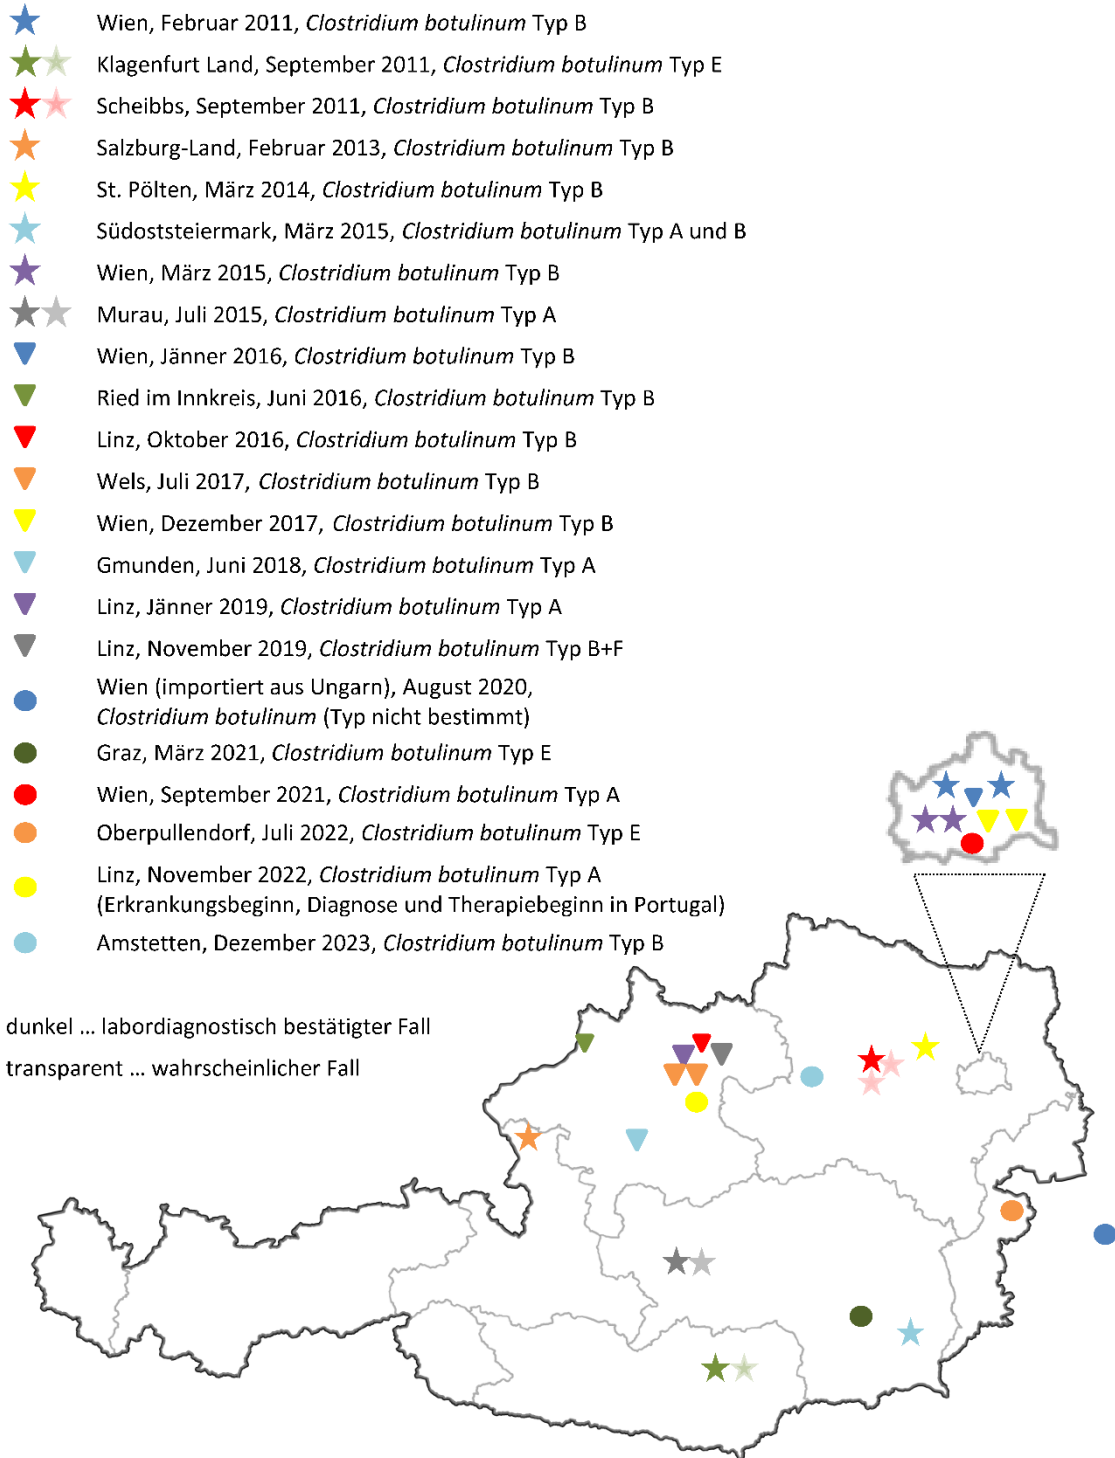 Wien, Februar 2011, Clostridium botulinum Typ B
Klagenfurt Land, September 2011, Clostridium botulinum Typ E
Scheibbs, September 2011, Clostridium botulinum Typ B
Salzburg-Land, Februar 2013, Clostridium botulinum Typ B
St. Pölten, März 2014, Clostridium botulinum Typ B
Südoststeiermark, März 2015, Clostridium botulinum Typ A und B
Wien, März 2015, Clostridium botulinum Typ B
Murau, Juli 2015, Clostridium botulinum Typ A
Wien, Jänner 2016, Clostridium botulinum Typ B
Ried im Innkreis, Juni 2016, Clostridium botulinum Typ B
Linz, Oktober 2016, Clostridium botulinum Typ B
Wels, Juli 2017, Clostridium botulinum Typ B
Wien, Dezember 2017, Clostridium botulinum Typ B
Gmunden, Juni 2018, Clostridium botulinum Typ A
Linz, Jänner 2019, Clostridium botulinum Typ A
Linz, November 2019, Clostridium botulinum Typ B+F
Wien (importiert aus Ungarn), August 2020,
Clostridium botulinum (Typ nicht bestimmt)
Graz, März 2021, Clostridium botulinum Typ E
Wien, September 2021, Clostridium botulinum Typ A
Oberpullendorf, Juli 2022, Clostridium botulinum Typ E
Linz, November 2022, Clostridium botulinum Typ A
(Erkrankungsbeginn, Diagnose und Therapiebeginn in Portugal)
Amstetten, Dezember 2023, Clostridium botulinum Typ B
dunkel ... labordiagnostisch bestätigter Fall
transparent ... wahrscheinlicher Fall